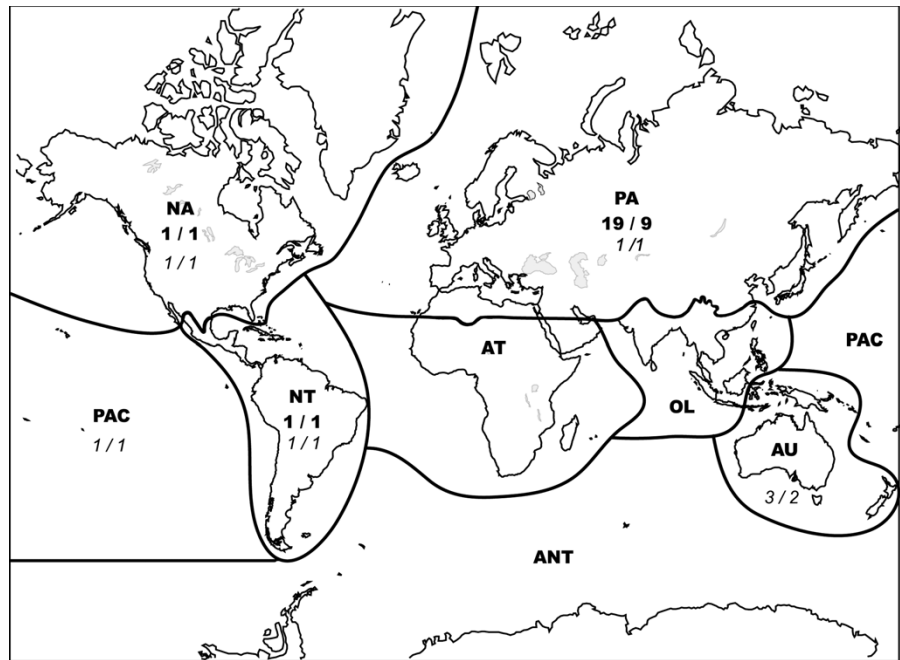 NA
1 / 1
1 / 1
PA
19 / 9
1 / 1
PAC
AT
OL
NT
1 / 1
1 / 1
PAC
1 / 1
AU
3 / 2
ANT